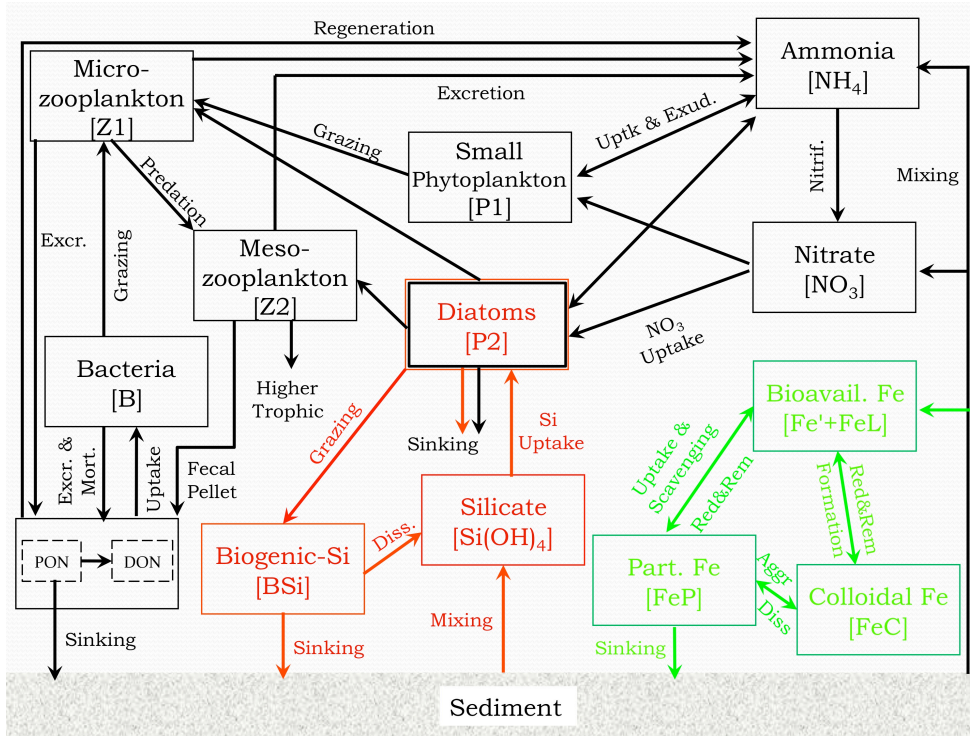 Regeneration
Micro-
zooplankton
[Z1]
Ammonia
[NH₄]
Excretion
Grazing
Uptk & Exud.
Small
Phytoplankton
[P1]
Nitrif.
Mixing
Predation
Excr.
Grazing
Meso-
zooplankton
[Z2]
Nitrate
[NO₃]
Diatoms
[P2]
NO₃
Uptake
Bacteria
[B]
Higher
Trophic
Bioavail. Fe
[Fe'+FeL]
Grazing
Sinking
Si
Uptake
Uptake &
Scavenging
Red&Rem
Red&Rem
Formation
Excr. &
Mort.
Uptake
Fecal
Pellet
Silicate
[Si(OH)₄]
Diss.
Biogenic-Si
[BSi]
PON
DON
Part. Fe
[FeP]
Aggr
Diss
Colloidal Fe
[FeC]
Sinking
Sinking
Mixing
Sinking
Sediment